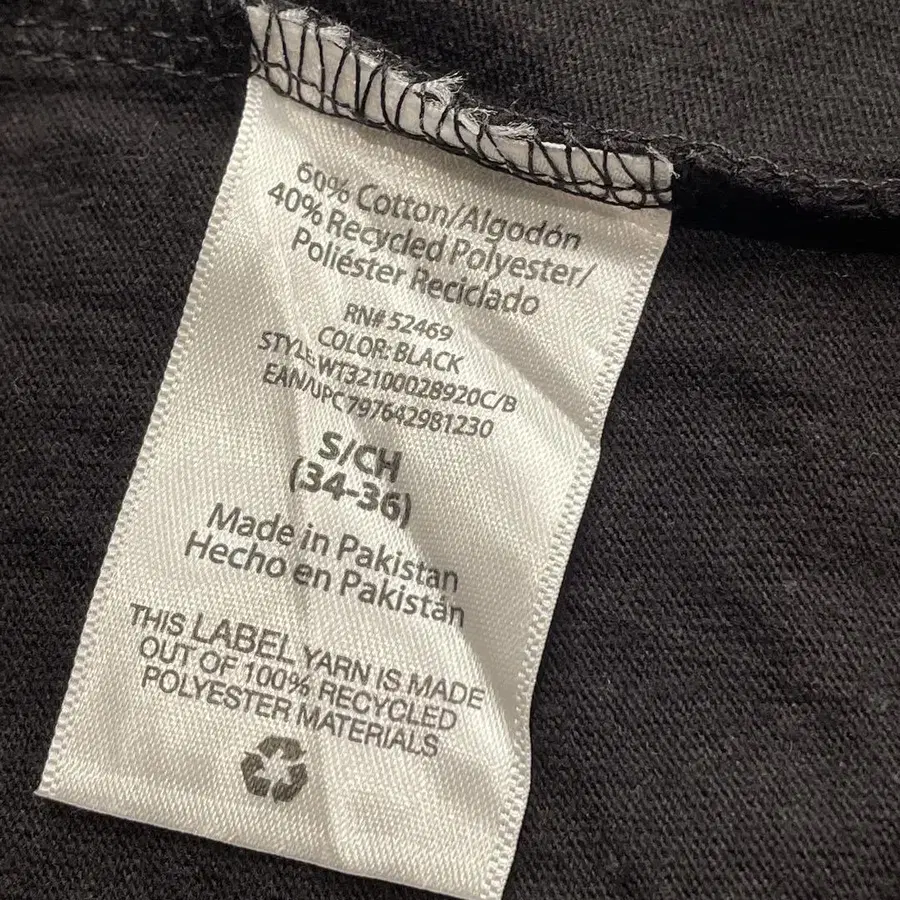 60% Cotton/Algodón
40% Recycled Polyester/
Poliéster Reciclado
RN# 52469
COLOR: BLACK
STYLE: WT32100028920C/B
EAN/UPC 797642981230
S/CH
(34-36)
Made in Pakistan
Hecho en Pakistán
THIS LABEL YARN IS MADE
OUT OF 100% RECYCLED
POLYESTER MATERIALS